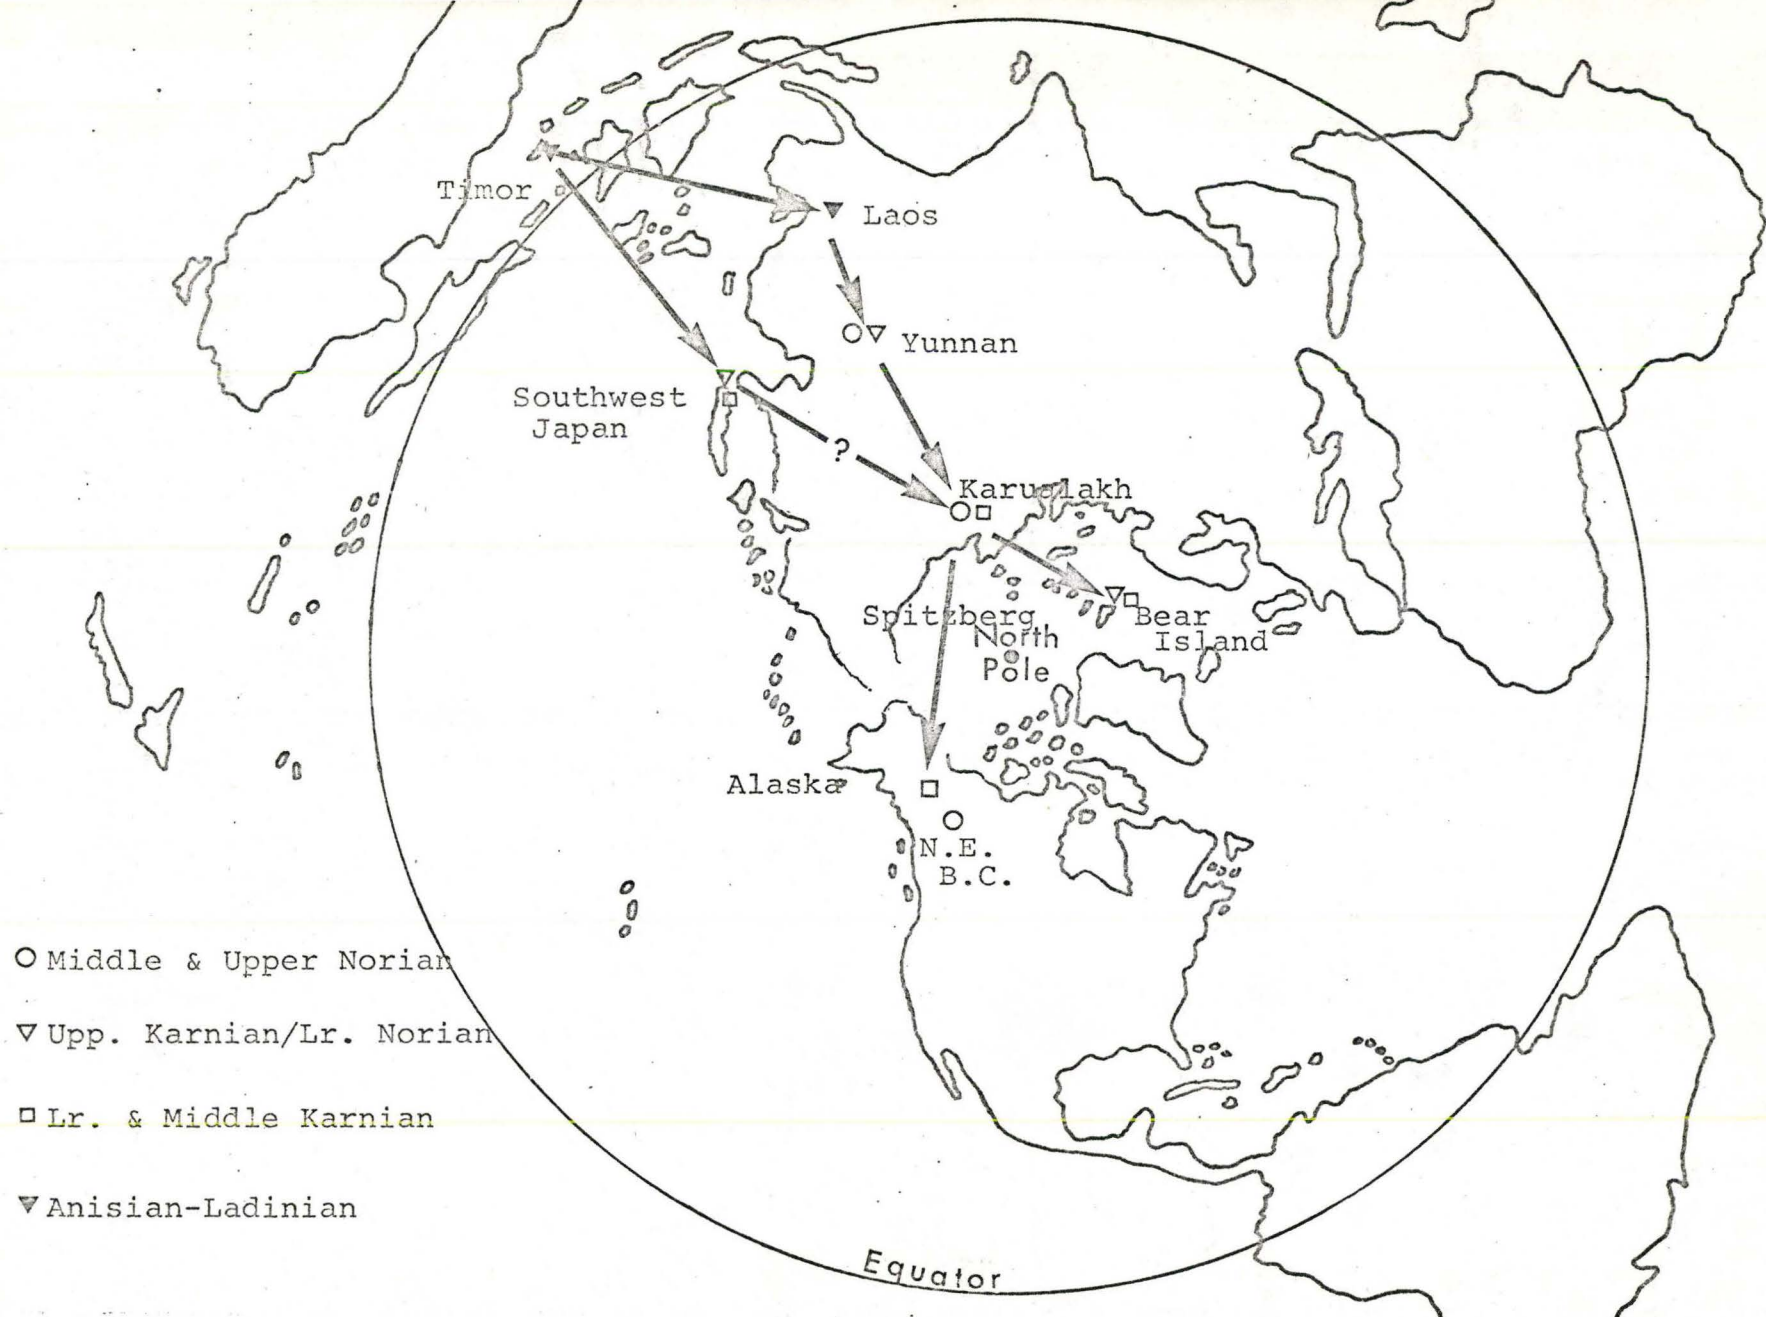 Timor
Laos
Yunnan
Southwest
Japan
?
Karualakh
Spitzberg
Bear
Island
North
Pole
Alaska
N.E.
B.C.
○ Middle & Upper Norian
▽ Upp. Karnian/Lr. Norian
□ Lr. & Middle Karnian
▼ Anisian-Ladinian
Equator